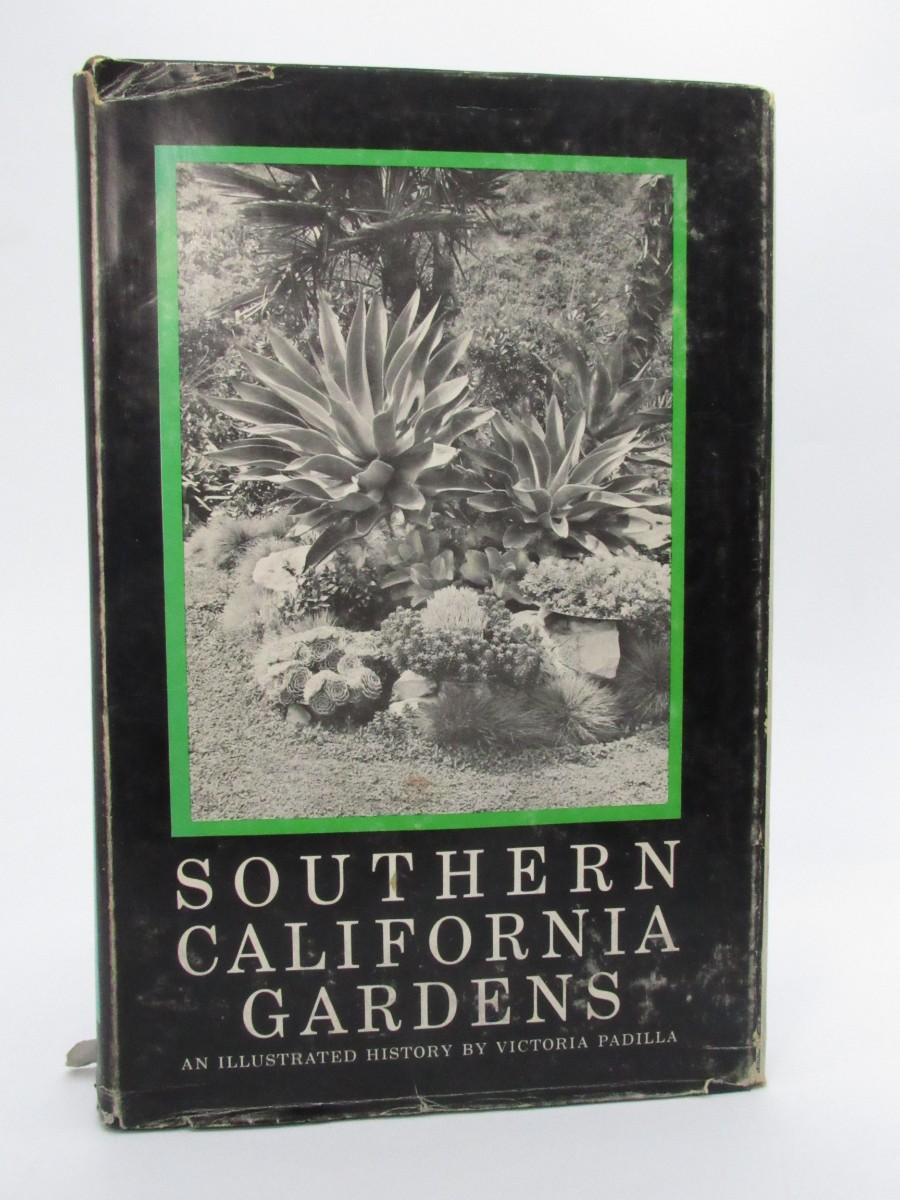 SOUTHERN
CALIFORNIA
GARDENS
AN ILLUSTRATED HISTORY BY VICTORIA PADILLA